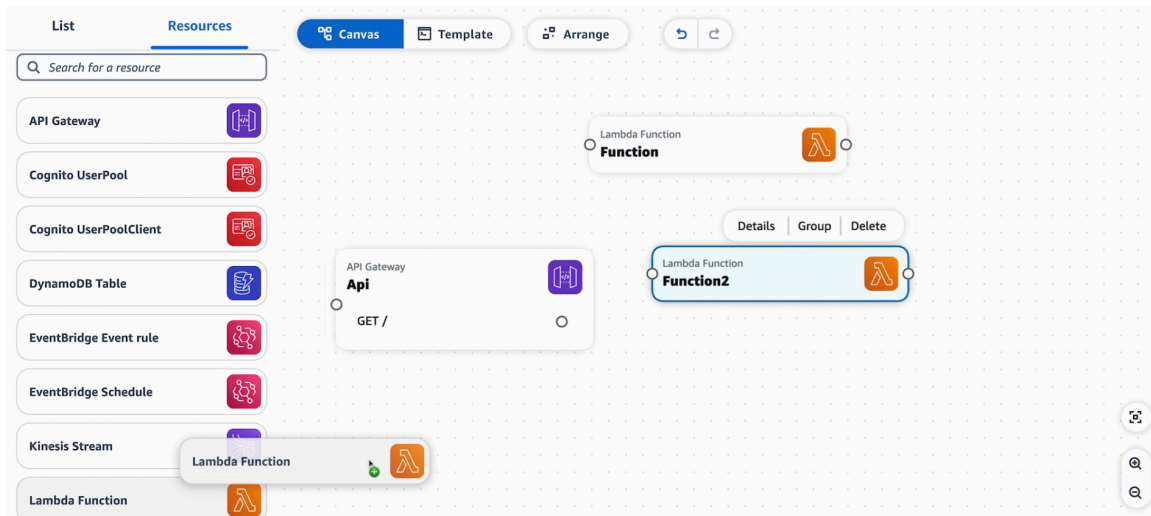 List
Resources
Search for a resource
API Gateway
Cognito UserPool
Cognito UserPoolClient
DynamoDB Table
EventBridge Event rule
EventBridge Schedule
Kinesis Stream
Lambda Function
Canvas
Template
Arrange
Lambda Function
Function
Details
Group
Delete
Lambda Function
Function2
API Gateway
Api
GET /
Lambda Function